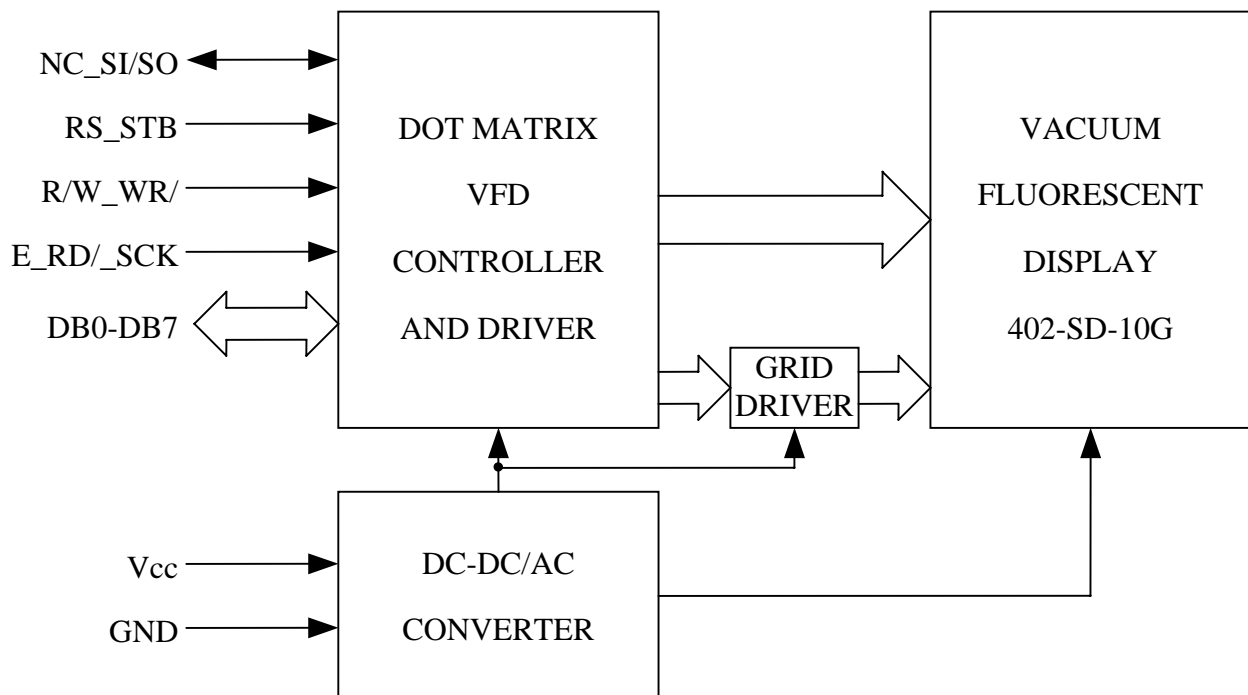 NC_SI/SO
RS_STB
R/W_WR/
E_RD/_SCK
DB0-DB7
DOT MATRIX
VFD
CONTROLLER
AND DRIVER
GRID
DRIVER
VACUUM
FLUORESCENT
DISPLAY
402-SD-10G
Vcc
GND
DC-DC/AC
CONVERTER